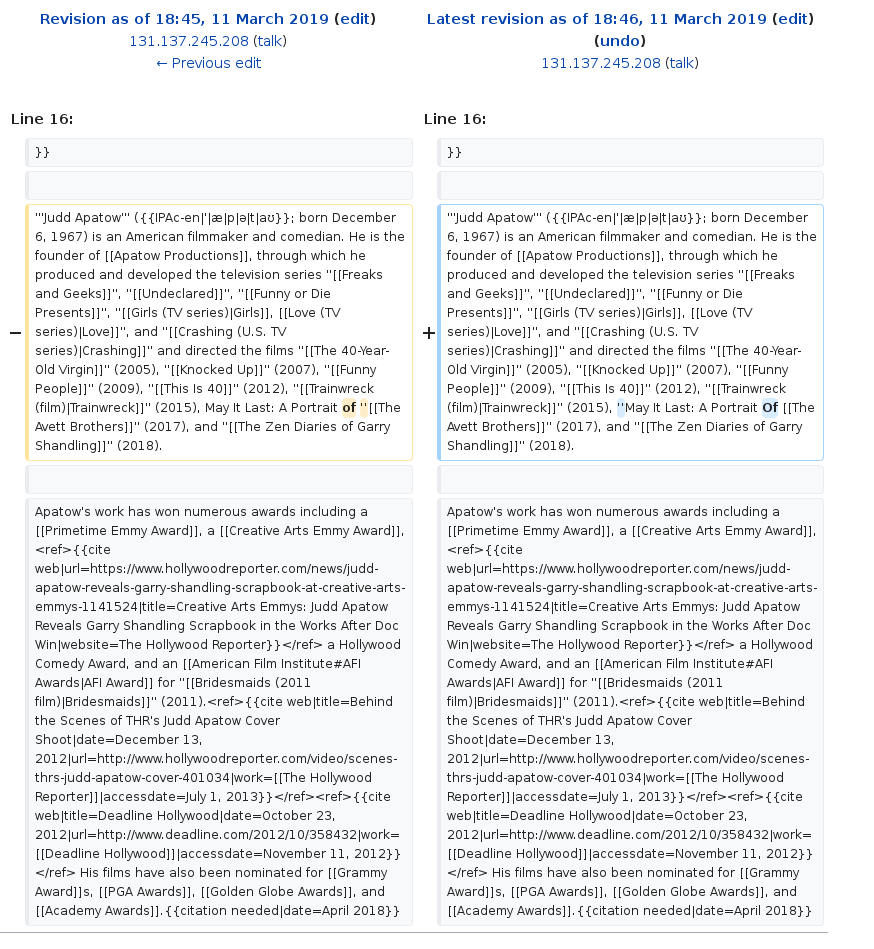 Revision as of 18:45, 11 March 2019 (edit)
131.137.245.208 (talk)
← Previous edit
Latest revision as of 18:46, 11 March 2019 (edit)
(undo)
131.137.245.208 (talk)
Line 16:
Line 16:
}}
}}
−
'''Judd Apatow''' ({{IPAc-en|ˈ|æ|p|ə|t|aʊ}}; born December
6, 1967) is an American filmmaker and comedian. He is the
founder of [[Apatow Productions]], through which he
produced and developed the television series ''[[Freaks
and Geeks]]'', ''[[Undeclared]]'', ''[[Funny or Die
Presents]]'', ''[[Girls (TV series)|Girls]], [[Love (TV
series)|Love]]'', and ''[[Crashing (U.S. TV
series)|Crashing]]'' and directed the films ''[[The 40-Year-
Old Virgin]]'' (2005), ''[[Knocked Up]]'' (2007), ''[[Funny
People]]'' (2009), ''[[This Is 40]]'' (2012), ''[[Trainwreck
(film)|Trainwreck]]'' (2015), May It Last: A Portrait of ''[[The
Avett Brothers]]'' (2017), and ''[[The Zen Diaries of Garry
Shandling]]'' (2018).
+
'''Judd Apatow''' ({{IPAc-en|ˈ|æ|p|ə|t|aʊ}}; born December
6, 1967) is an American filmmaker and comedian. He is the
founder of [[Apatow Productions]], through which he
produced and developed the television series ''[[Freaks
and Geeks]]'', ''[[Undeclared]]'', ''[[Funny or Die
Presents]]'', ''[[Girls (TV series)|Girls]], [[Love (TV
series)|Love]]'', and ''[[Crashing (U.S. TV
series)|Crashing]]'' and directed the films ''[[The 40-Year-
Old Virgin]]'' (2005), ''[[Knocked Up]]'' (2007), ''[[Funny
People]]'' (2009), ''[[This Is 40]]'' (2012), ''[[Trainwreck
(film)|Trainwreck]]'' (2015), ''May It Last: A Portrait Of [[The
Avett Brothers]]'' (2017), and ''[[The Zen Diaries of Garry
Shandling]]'' (2018).
Apatow's work has won numerous awards including a
[[Primetime Emmy Award]], a [[Creative Arts Emmy Award]],
<ref>{{cite
web|url=https://www.hollywoodreporter.com/news/judd-
apatow-reveals-garry-shandling-scrapbook-at-creative-arts-
emmys-1141524|title=Creative Arts Emmys: Judd Apatow
Reveals Garry Shandling Scrapbook in the Works After Doc
Win|website=The Hollywood Reporter}}</ref> a Hollywood
Comedy Award, and an [[American Film Institute#AFI
Awards|AFI Award]] for ''[[Bridesmaids (2011
film)|Bridesmaids]]'' (2011).<ref>{{cite web|title=Behind
the Scenes of THR's Judd Apatow Cover
Shoot|date=December 13,
2012|url=http://www.hollywoodreporter.com/video/scenes-
thrs-judd-apatow-cover-401034|work=[[The Hollywood
Reporter]]|accessdate=July 1, 2013}}</ref><ref>{{cite
web|title=Deadline Hollywood|date=October 23,
2012|url=http://www.deadline.com/2012/10/358432|work=
[[Deadline Hollywood]]|accessdate=November 11, 2012}}
</ref> His films have also been nominated for [[Grammy
Award]]s, [[PGA Awards]], [[Golden Globe Awards]], and
[[Academy Awards]].{{citation needed|date=April 2018}}
Apatow's work has won numerous awards including a
[[Primetime Emmy Award]], a [[Creative Arts Emmy Award]],
<ref>{{cite
web|url=https://www.hollywoodreporter.com/news/judd-
apatow-reveals-garry-shandling-scrapbook-at-creative-arts-
emmys-1141524|title=Creative Arts Emmys: Judd Apatow
Reveals Garry Shandling Scrapbook in the Works After Doc
Win|website=The Hollywood Reporter}}</ref> a Hollywood
Comedy Award, and an [[American Film Institute#AFI
Awards|AFI Award]] for ''[[Bridesmaids (2011
film)|Bridesmaids]]'' (2011).<ref>{{cite web|title=Behind
the Scenes of THR's Judd Apatow Cover
Shoot|date=December 13,
2012|url=http://www.hollywoodreporter.com/video/scenes-
thrs-judd-apatow-cover-401034|work=[[The Hollywood
Reporter]]|accessdate=July 1, 2013}}</ref><ref>{{cite
web|title=Deadline Hollywood|date=October 23,
2012|url=http://www.deadline.com/2012/10/358432|work=
[[Deadline Hollywood]]|accessdate=November 11, 2012}}
</ref> His films have also been nominated for [[Grammy
Award]]s, [[PGA Awards]], [[Golden Globe Awards]], and
[[Academy Awards]].{{citation needed|date=April 2018}}